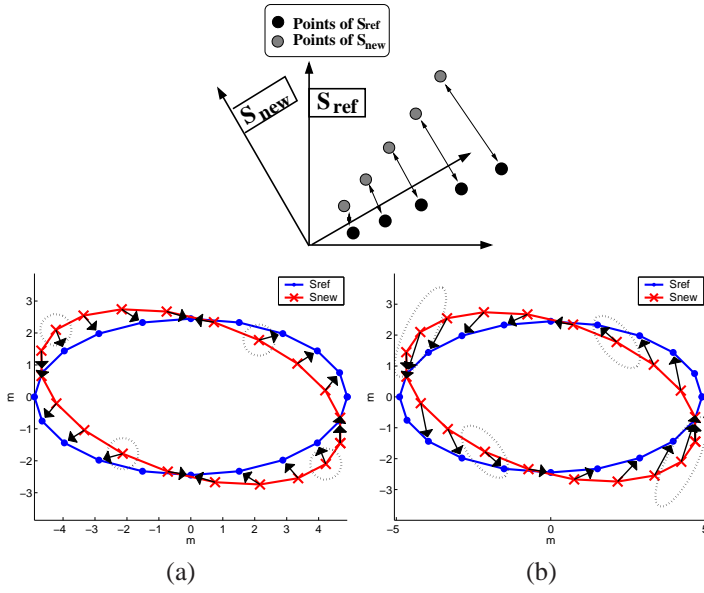 Points of Sref
Points of Snew
Snew
Sref
Sref
Snew
3
2
1
0
−1
−2
−3
m
−4 −3 −2 −1 0 1 2 3 4
m
(a)
Sref
Snew
3
2
1
0
−1
−2
−3
m
−5 0 5
m
(b)